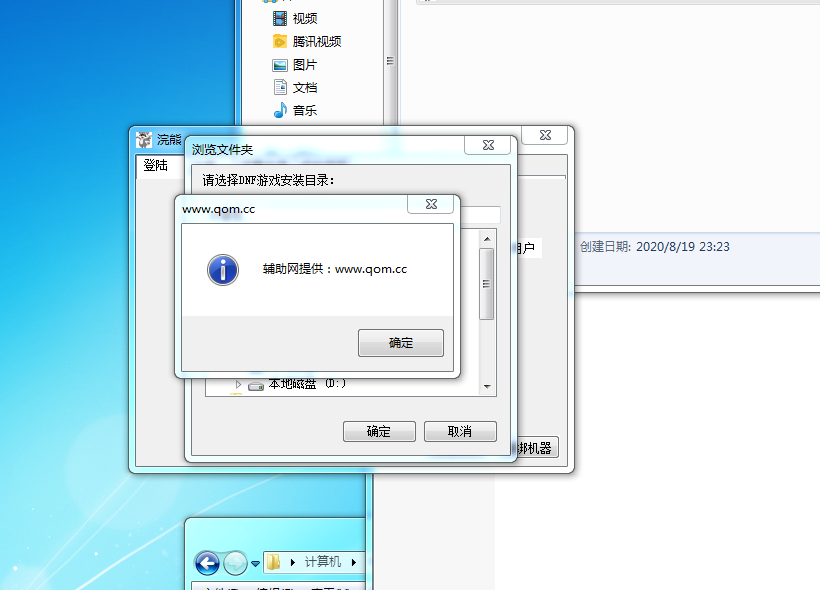 视频
腾讯视频
图片
文档
音乐
浣熊
登陆
浏览文件夹
请选择DNF游戏安装目录:
www.qom.cc
辅助网提供：www.qom.cc
确定
户
创建日期: 2020/8/19 23:23
本地磁盘 (D:)
确定
取消
绑机器
计算机